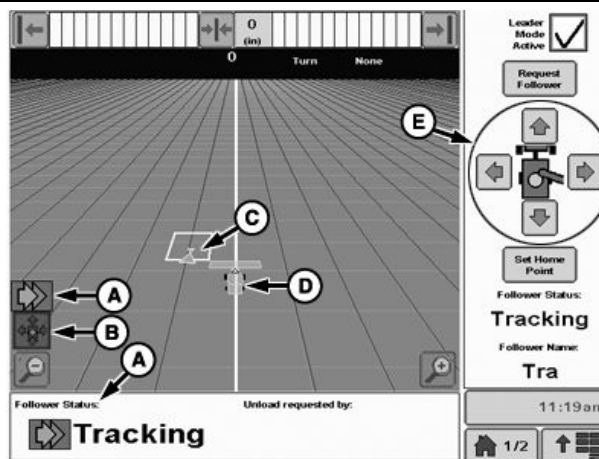 0
(in)
0 Turn None
Leader
Mode
Active
Request
Follower
E
C
D
A
B
A
Set Home
Point
Follower Status:
Tracking
Follower Name:
Tra
Follower Status: Unload requested by:
Tracking
11:19am
1/2